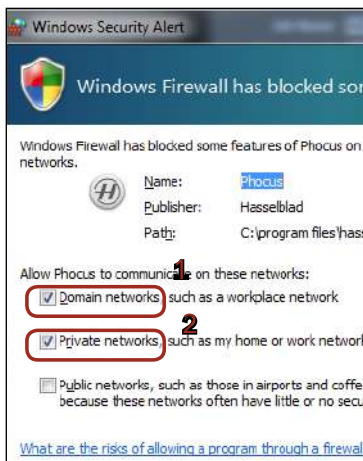 Windows Security Alert
Windows Firewall has blocked som
Windows Firewall has blocked some features of Phocus on
networks.
Name: Phocus
Publisher: Hasselblad
Path: C:\program files\hass
1
Allow Phocus to communicate on these networks:
Domain networks, such as a workplace network
2
Private networks, such as my home or work network
Public networks, such as those in airports and coffe
because these networks often have little or no secu
What are the risks of allowing a program through a firewall